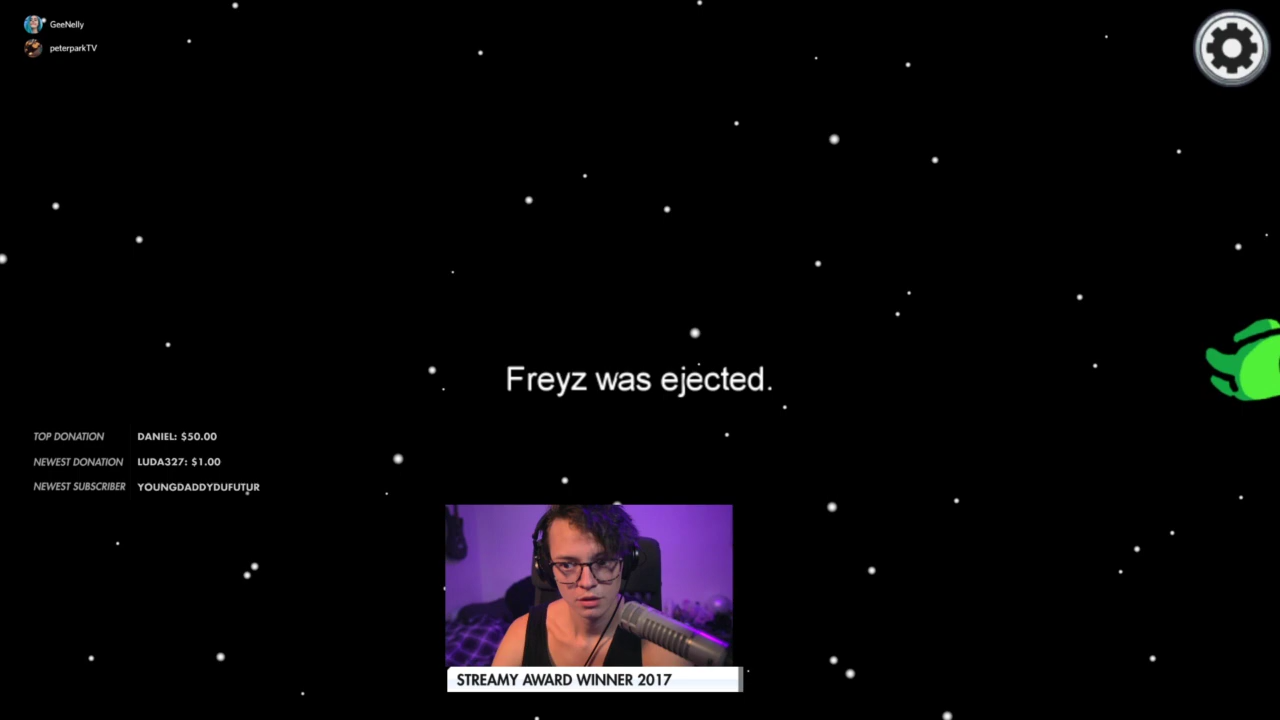 GeeNelly
peterparkTV
Freyz was ejected.
TOP DONATION DANIEL: $50.00
NEWEST DONATION LUDA327: $1.00
NEWEST SUBSCRIBER YOUNGDADDYDUFUTUR
STREAMY AWARD WINNER 2017